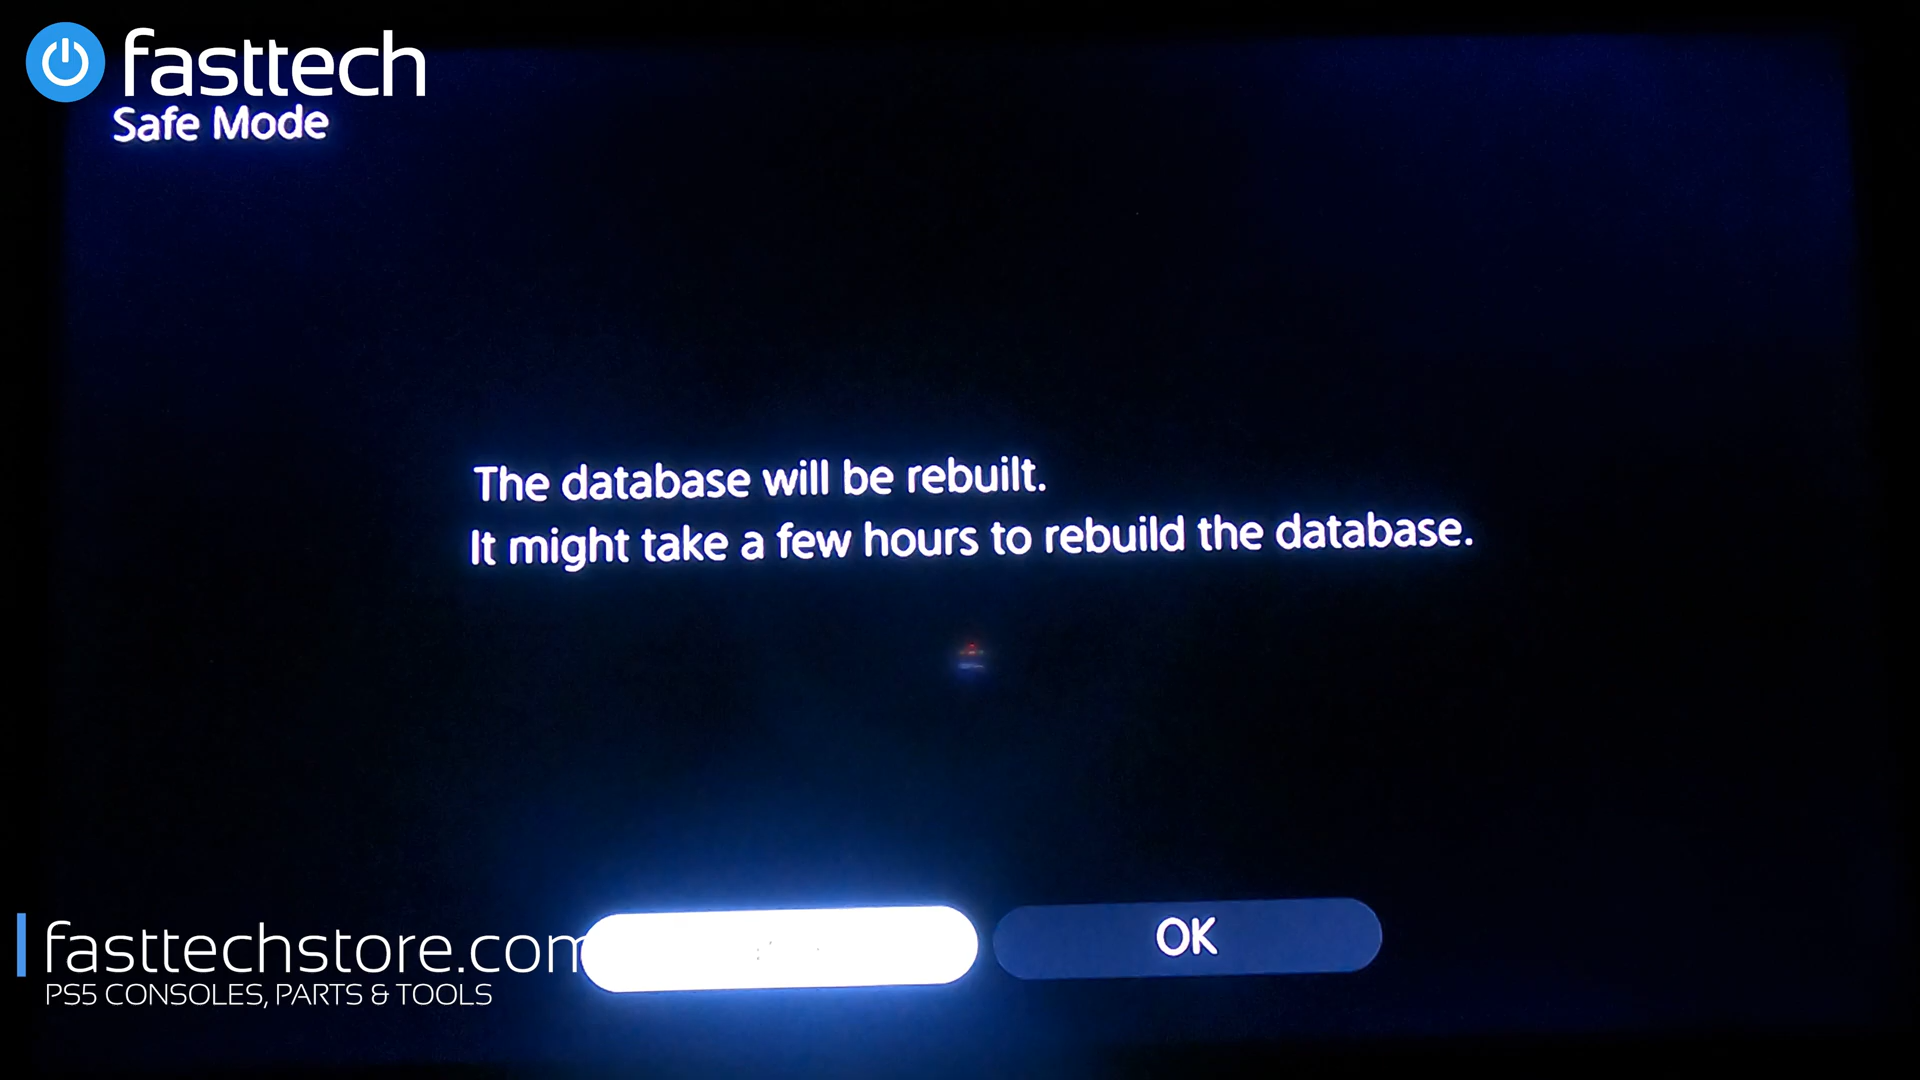 fasttech
Safe Mode
The database will be rebuilt.
It might take a few hours to rebuild the database.
OK
fasttechstore.com
PS5 CONSOLES, PARTS & TOOLS